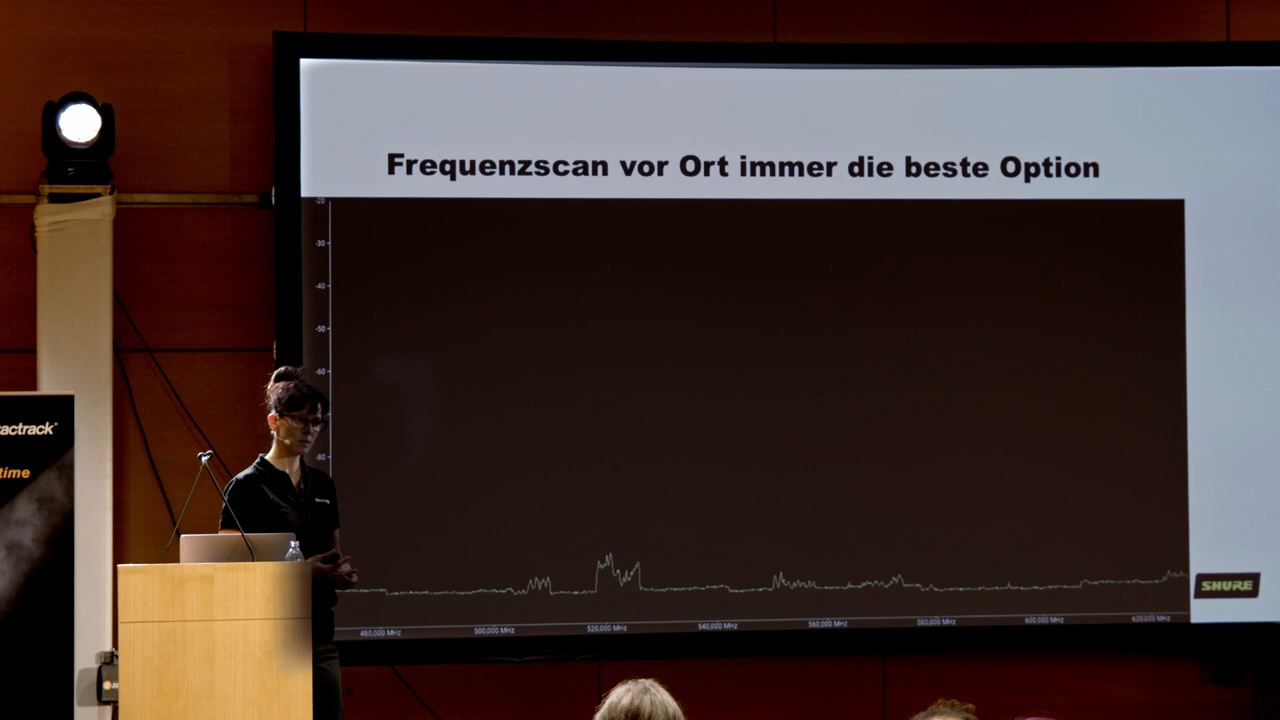 Frequenzscan vor Ort immer die beste Option
-20
-30
-40
-50
-60
-80
480,000 MHz 500,000 MHz 520,000 MHz 540,000 MHz 560,000 MHz 580,000 MHz 600,000 MHz 620,000 MHz
SHURE
actrack®
time